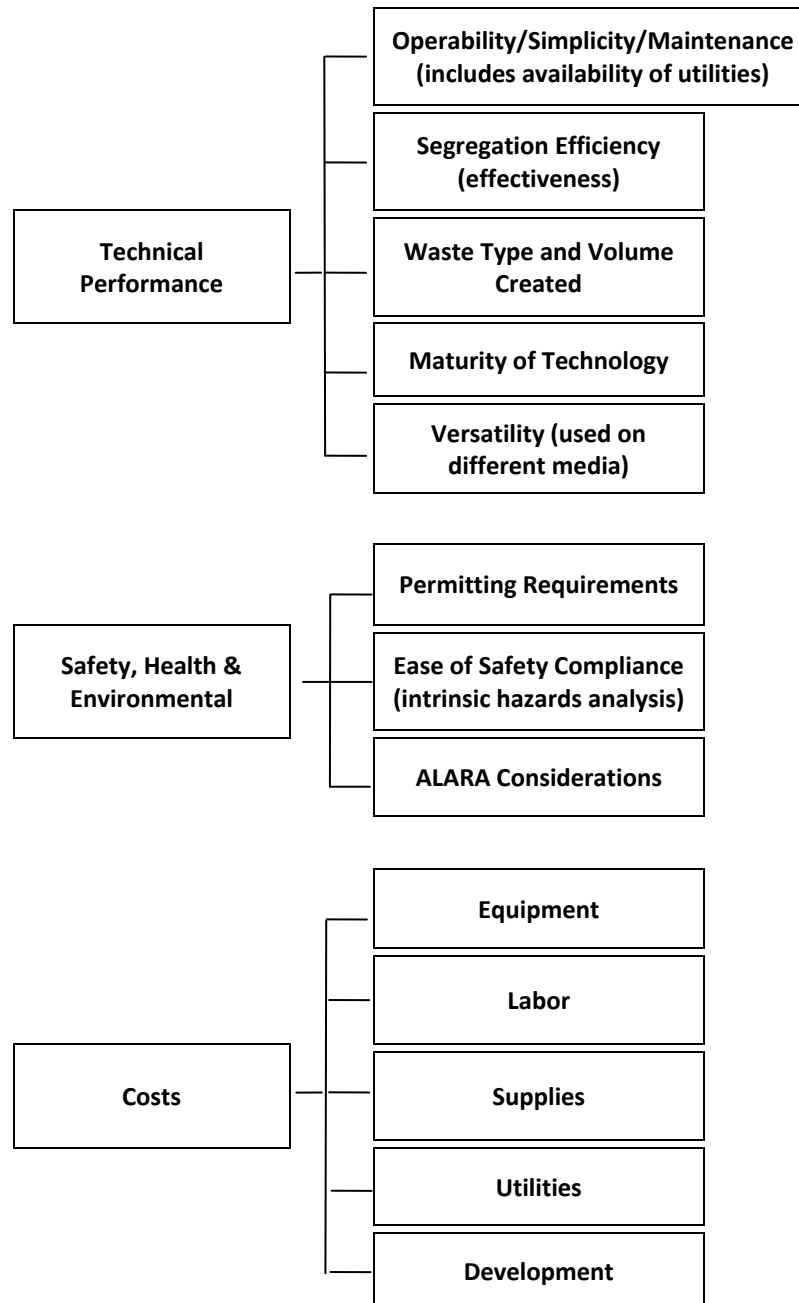 Technical
Performance
Operability/Simplicity/Maintenance
(includes availability of utilities)
Segregation Efficiency
(effectiveness)
Waste Type and Volume
Created
Maturity of Technology
Versatility (used on
different media)
Safety, Health &
Environmental
Permitting Requirements
Ease of Safety Compliance
(intrinsic hazards analysis)
ALARA Considerations
Costs
Equipment
Labor
Supplies
Utilities
Development